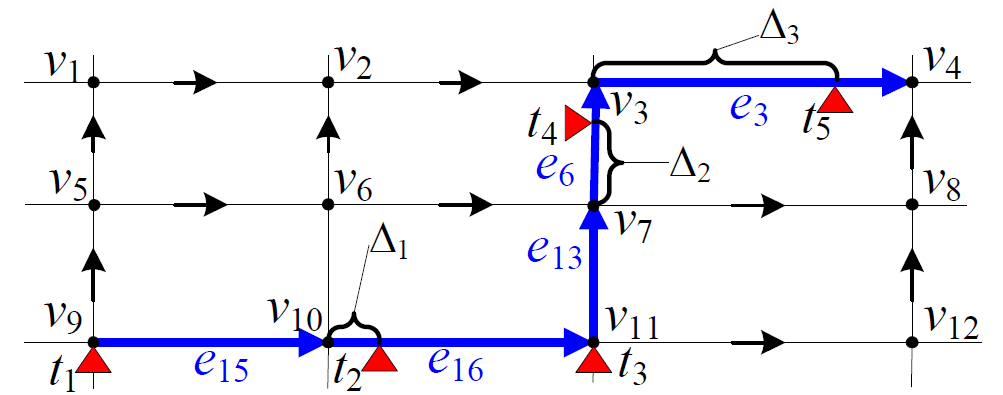 Δ₃
v₁ v₂ v₄
v₃ e₃ t₅
t₄
e₆ Δ₂
v₅ v₆ v₈
v₇
Δ₁ e₁₃
v₉ v₁₀ v₁₁ v₁₂
t₁ e₁₅ t₂ e₁₆ t₃